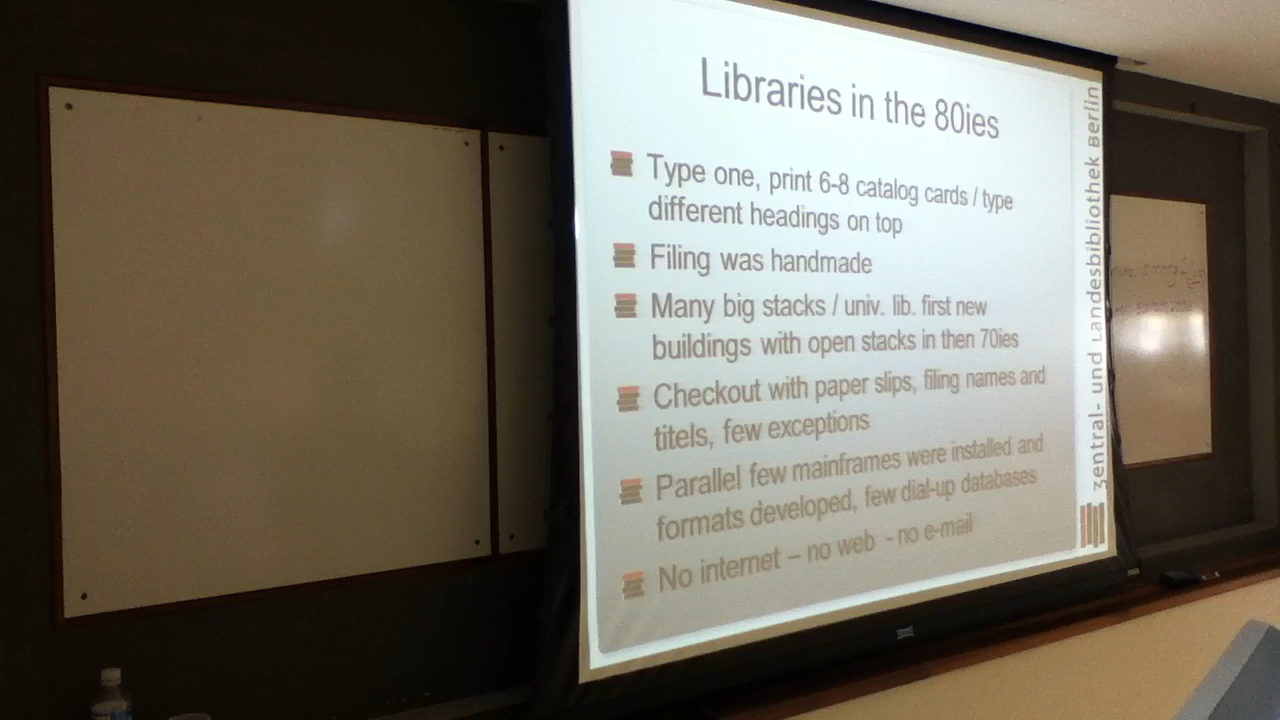 Libraries in the 80ies
Type one, print 6-8 catalog cards / type
different headings on top
Filing was handmade
Many big stacks / univ. lib. first new
buildings with open stacks in then 70ies
Checkout with paper slips, filing names and
titels, few exceptions
Parallel few mainframes were installed and
formats developed, few dial-up databases
No internet – no web - no e-mail
Zentral- und Landesbibliothek Berlin